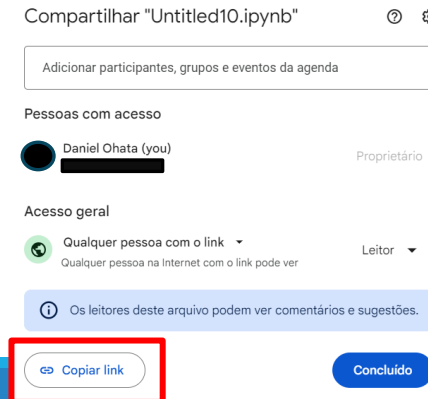 Compartilhar "Untitled10.ipynb"
Adicionar participantes, grupos e eventos da agenda
Pessoas com acesso
Daniel Ohata (you)
Proprietário
Acesso geral
Qualquer pessoa com o link
Leitor
Qualquer pessoa na Internet com o link pode ver
Os leitores deste arquivo podem ver comentários e sugestões.
Copiar link
Concluído